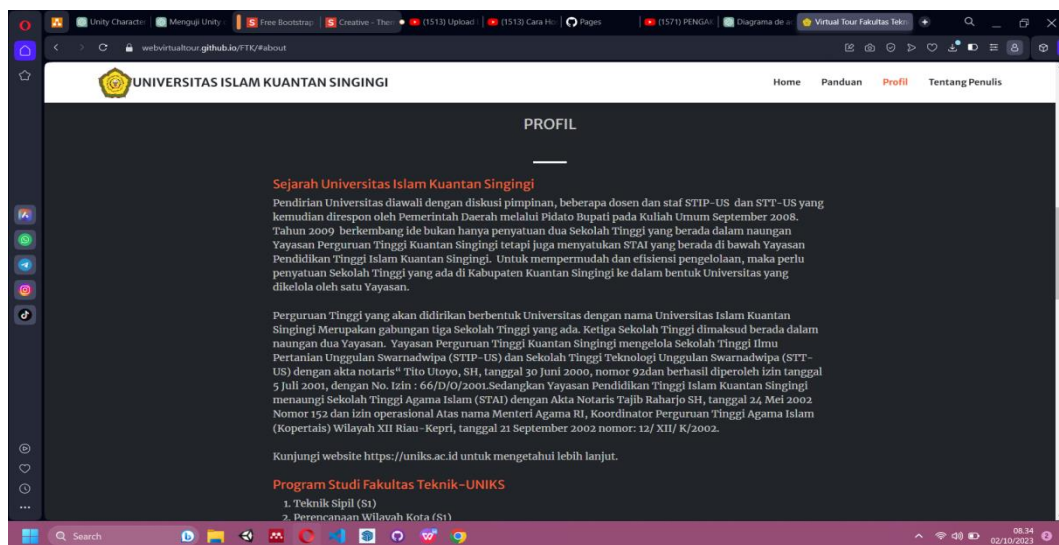 Unity Character
Menguji Unity
Free Bootstrap
Creative - Them
(1513) Upload
(1513) Cara Ho
Pages
(1571) PENGA
Diagrama de a
Virtual Tour Fakultas Tekn
webvirtualtour.github.io/FTK/#about
UNIVERSITAS ISLAM KUANTAN SINGINGI
Home Panduan Profil Tentang Penulis
PROFIL
Sejarah Universitas Islam Kuantan Singingi
Pendirian Universitas diawali dengan diskusi pimpinan, beberapa dosen dan staf STIP-US dan STT-US yang
kemudian direspon oleh Pemerintah Daerah melalui Pidato Bupati pada Kuliah Umum September 2008.
Tahun 2009 berkembang ide bukan hanya penyatuan dua Sekolah Tinggi yang berada dalam naungan
Yayasan Perguruan Tinggi Kuantan Singingi tetapi juga menyatukan STAI yang berada di bawah Yayasan
Pendidikan Tinggi Islam Kuantan Singingi. Untuk mempermudah dan efisiensi pengelolaan, maka perlu
penyatuan Sekolah Tinggi yang ada di Kabupaten Kuantan Singingi ke dalam bentuk Universitas yang
dikelola oleh satu Yayasan.
Perguruan Tinggi yang akan didirikan berbentuk Universitas dengan nama Universitas Islam Kuantan
Singingi Merupakan gabungan tiga Sekolah Tinggi yang ada. Ketiga Sekolah Tinggi dimaksud berada dalam
naungan dua Yayasan. Yayasan Perguruan Tinggi Kuantan Singingi mengelola Sekolah Tinggi Ilmu
Pertanian Unggulan Swarnadwipa (STIP-US) dan Sekolah Tinggi Teknologi Unggulan Swarnadwipa (STT-
US) dengan akta notaris“ Tito Utoyo, SH, tanggal 30 Juni 2000, nomor 92dan berhasil diperoleh izin tanggal
5 Juli 2001, dengan No. Izin : 66/D/O/2001.Sedangkan Yayasan Pendidikan Tinggi Islam Kuantan Singingi
menaungi Sekolah Tinggi Agama Islam (STAI) dengan Akta Notaris Tajib Raharjo SH, tanggal 24 Mei 2002
Nomor 152 dan izin operasional Atas nama Menteri Agama RI, Koordinator Perguruan Tinggi Agama Islam
(Kopertais) Wilayah XII Riau-Kepri, tanggal 21 September 2002 nomor: 12/ XII/ K/2002.
Kunjungi website https://uniks.ac.id untuk mengetahui lebih lanjut.
Program Studi Fakultas Teknik-UNIKS
1. Teknik Sipil (S1)
2. Perencanaan Wilayah Kota (S1)
Search
08.34
02/10/2023